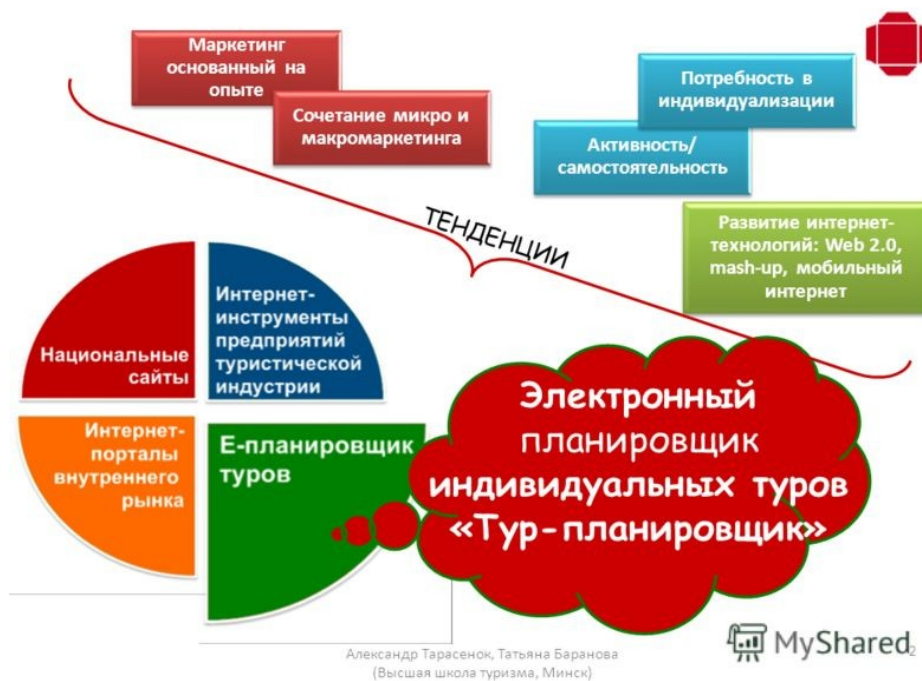 Маркетинг
основанный на
опыте
Сочетание микро и
макромаркетинга
Потребность в
индивидуализации
Активность/
самостоятельность
Развитие интернет-
технологий: Web 2.0,
mash-up, мобильный
интернет
ТЕНДЕНЦИИ
Национальные
сайты
Интернет-
инструменты
предприятий
туристической
индустрии
Интернет-
порталы
внутреннего
рынка
Е-планировщик
туров
Электронный
планировщик
индивидуальных туров
«Тур-планировщик»
Александр Тарасенок, Татьяна Баранова
(Высшая школа туризма, Минск)
MyShared
2